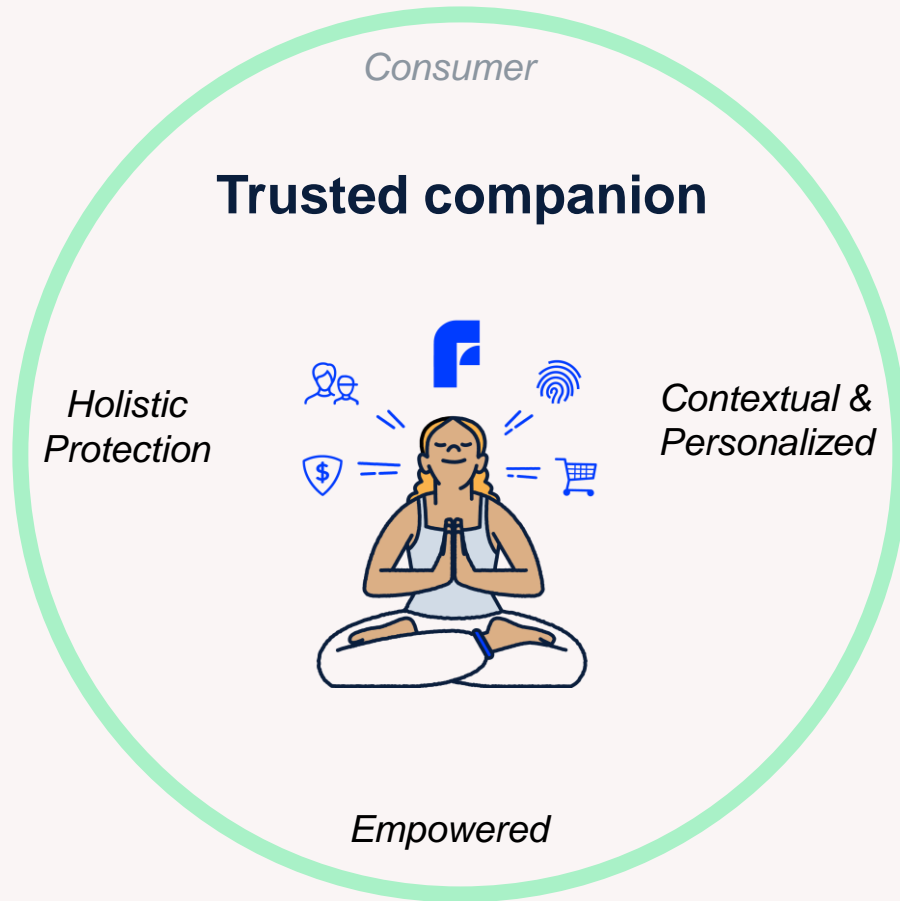 Consumer
Trusted companion
Holistic
Protection
Contextual &
Personalized
$
Empowered